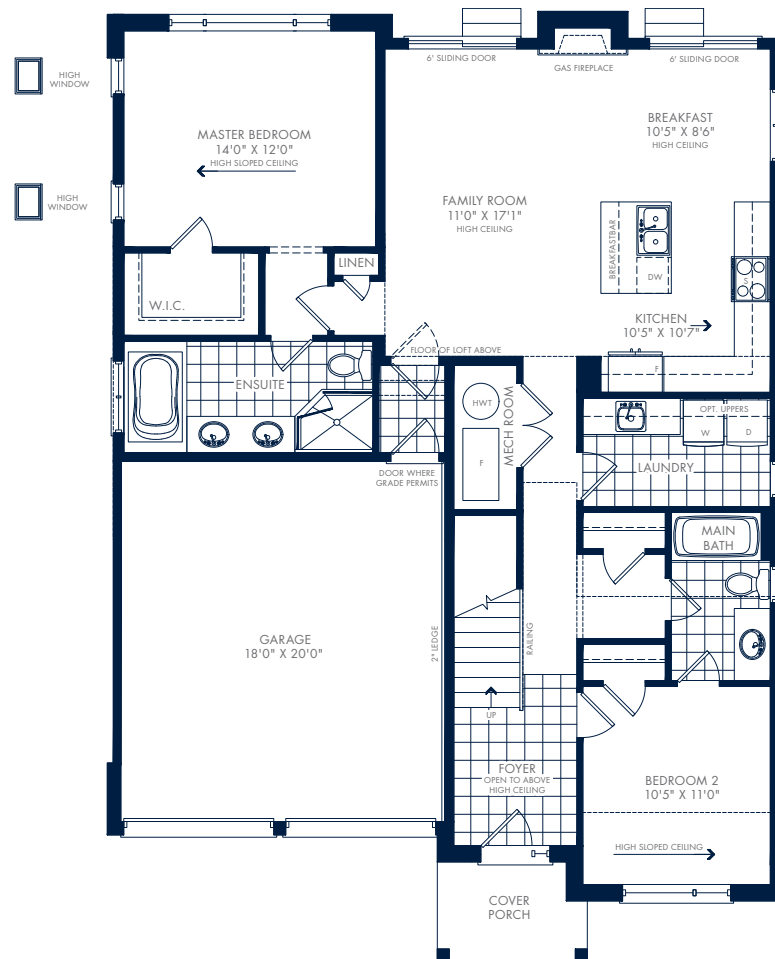 6' SLIDING DOOR
GAS FIREPLACE
6' SLIDING DOOR
HIGH
WINDOW
MASTER BEDROOM
14'0" X 12'0"
HIGH SLOPED CEILING
BREAKFAST
10'5" X 8'6"
HIGH CEILING
HIGH
WINDOW
FAMILY ROOM
11'0" X 17'1"
HIGH CEILING
BREAKFASTBAR
DW
S
LINEN
W.I.C.
KITCHEN
10'5" X 10'7"
FLOOR OF LOFT ABOVE
F
ENSUITE
HWT
MECH ROOM
F
OPT. UPPERS
W
D
LAUNDRY
DOOR WHERE
GRADE PERMITS
MAIN
BATH
GARAGE
18'0" X 20'0"
2" LEDGE
RAILING
UP
FOYER
OPEN TO ABOVE
HIGH CEILING
BEDROOM 2
10'5" X 11'0"
HIGH SLOPED CEILING
COVER
PORCH